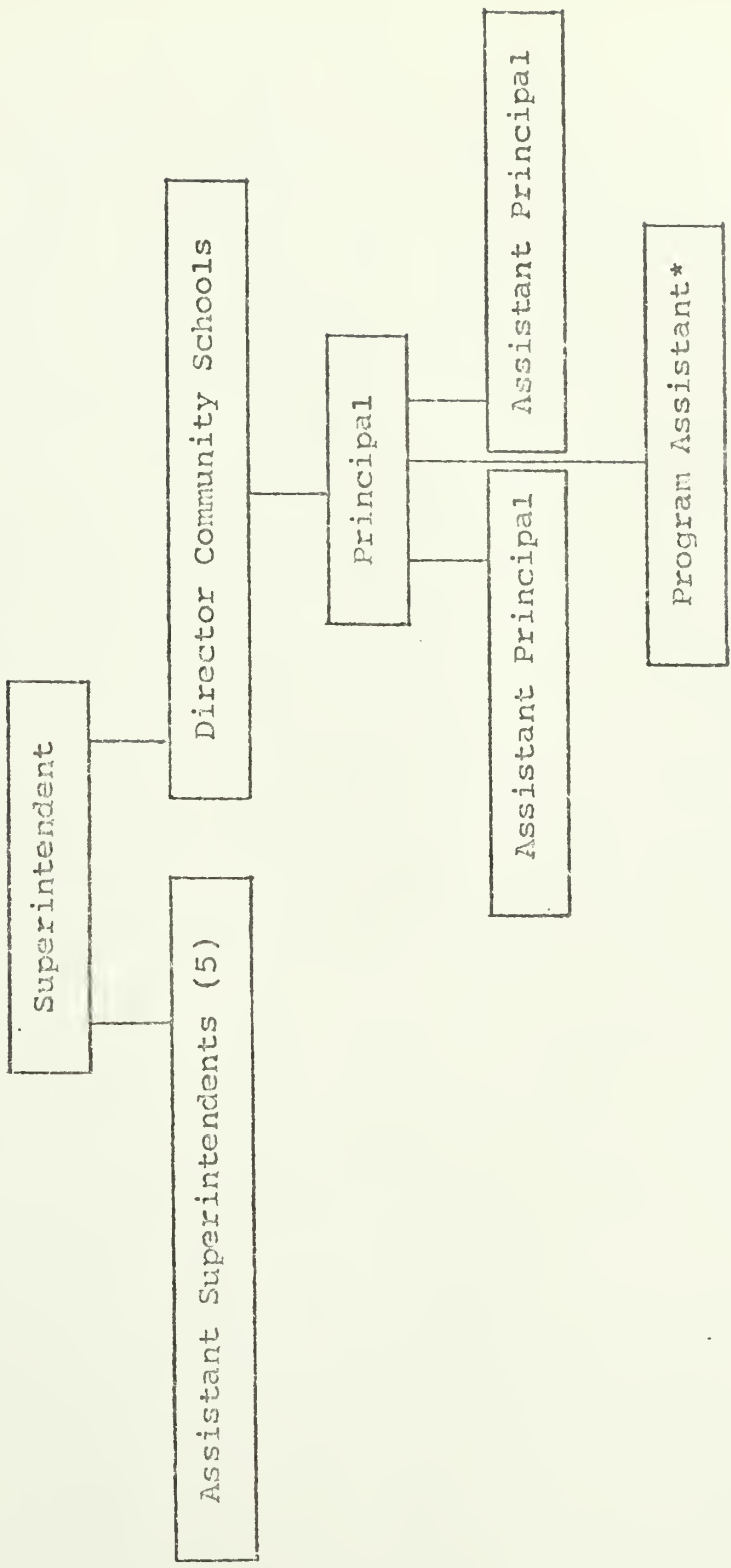 Superintendent
Assistant Superintendents (5)
Director Community Schools
Principal
Assistant Principal
Assistant Principal
Program Assistant*